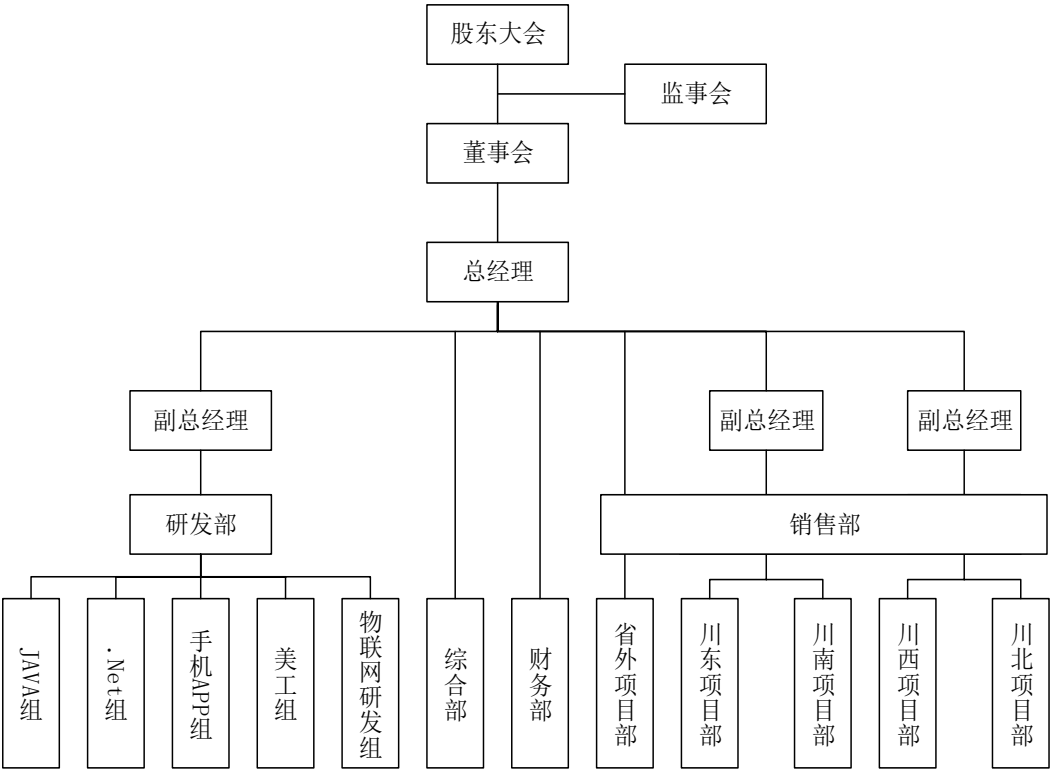 股东大会
监事会
董事会
总经理
副总经理
副总经理
副总经理
研发部
销售部
JAVA组
.Net组
手机APP组
美工组
物联网研发组
综合部
财务部
省外项目部
川东项目部
川南项目部
川西项目部
川北项目部